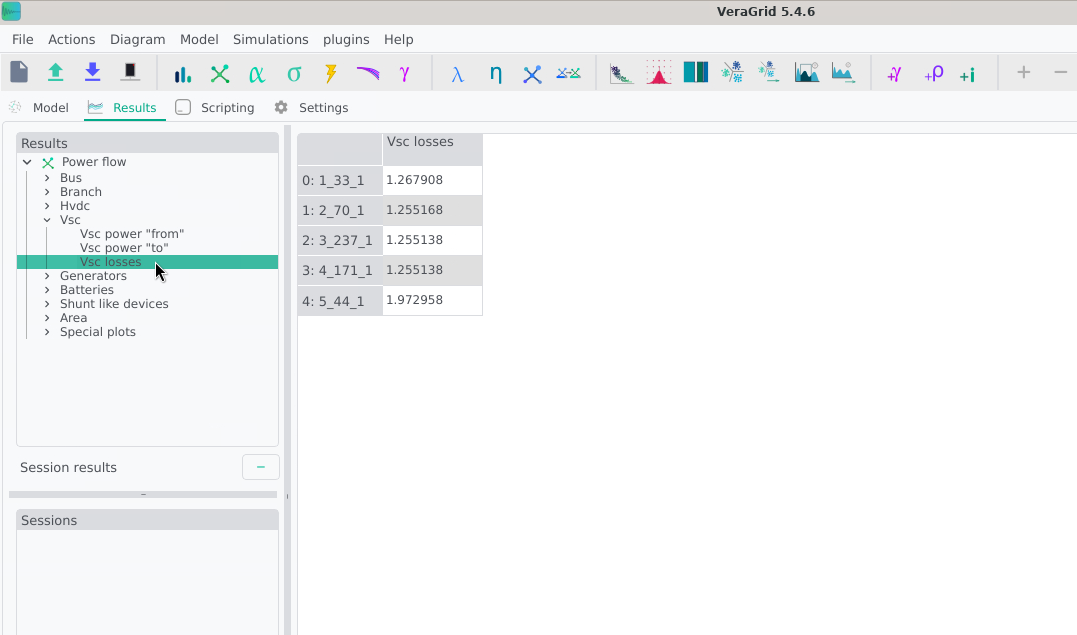 VeraGrid 5.4.6
File Actions Diagram Model Simulations plugins Help
α σ γ λ η +γ +ρ +i
Model Results Scripting Settings
Results
Power flow
Bus
Branch
Hvdc
Vsc
Vsc power "from"
Vsc power "to"
Vsc losses
Generators
Batteries
Shunt like devices
Area
Special plots
Session results
Sessions
Vsc losses
0: 1_33_1 1.267908
1: 2_70_1 1.255168
2: 3_237_1 1.255138
3: 4_171_1 1.255138
4: 5_44_1 1.972958